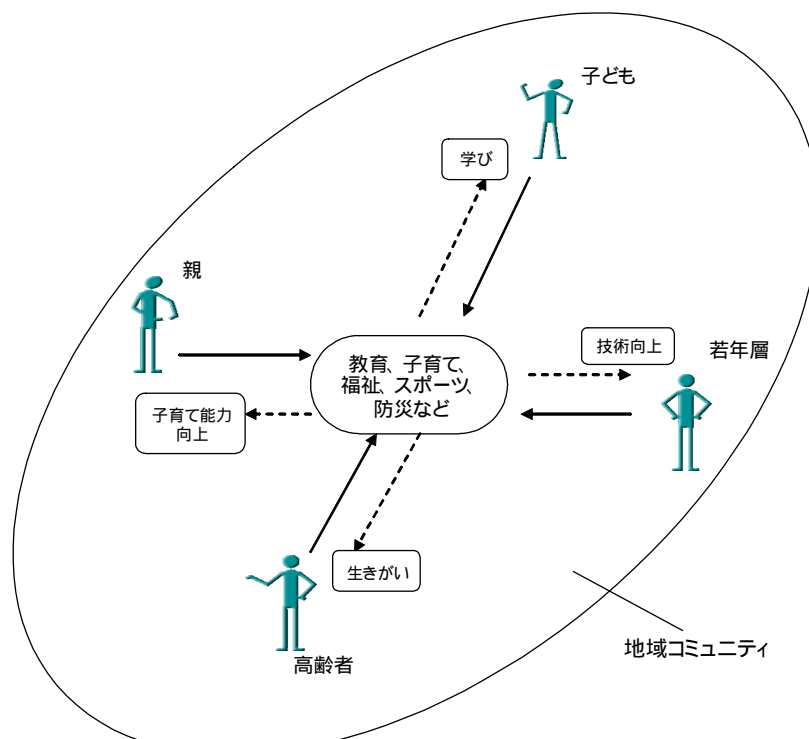 子ども
学び
親
教育、子育て、
福祉、スポーツ、
防災など
技術向上
若年層
子育て能力
向上
生きがい
高齢者
地域コミュニティ